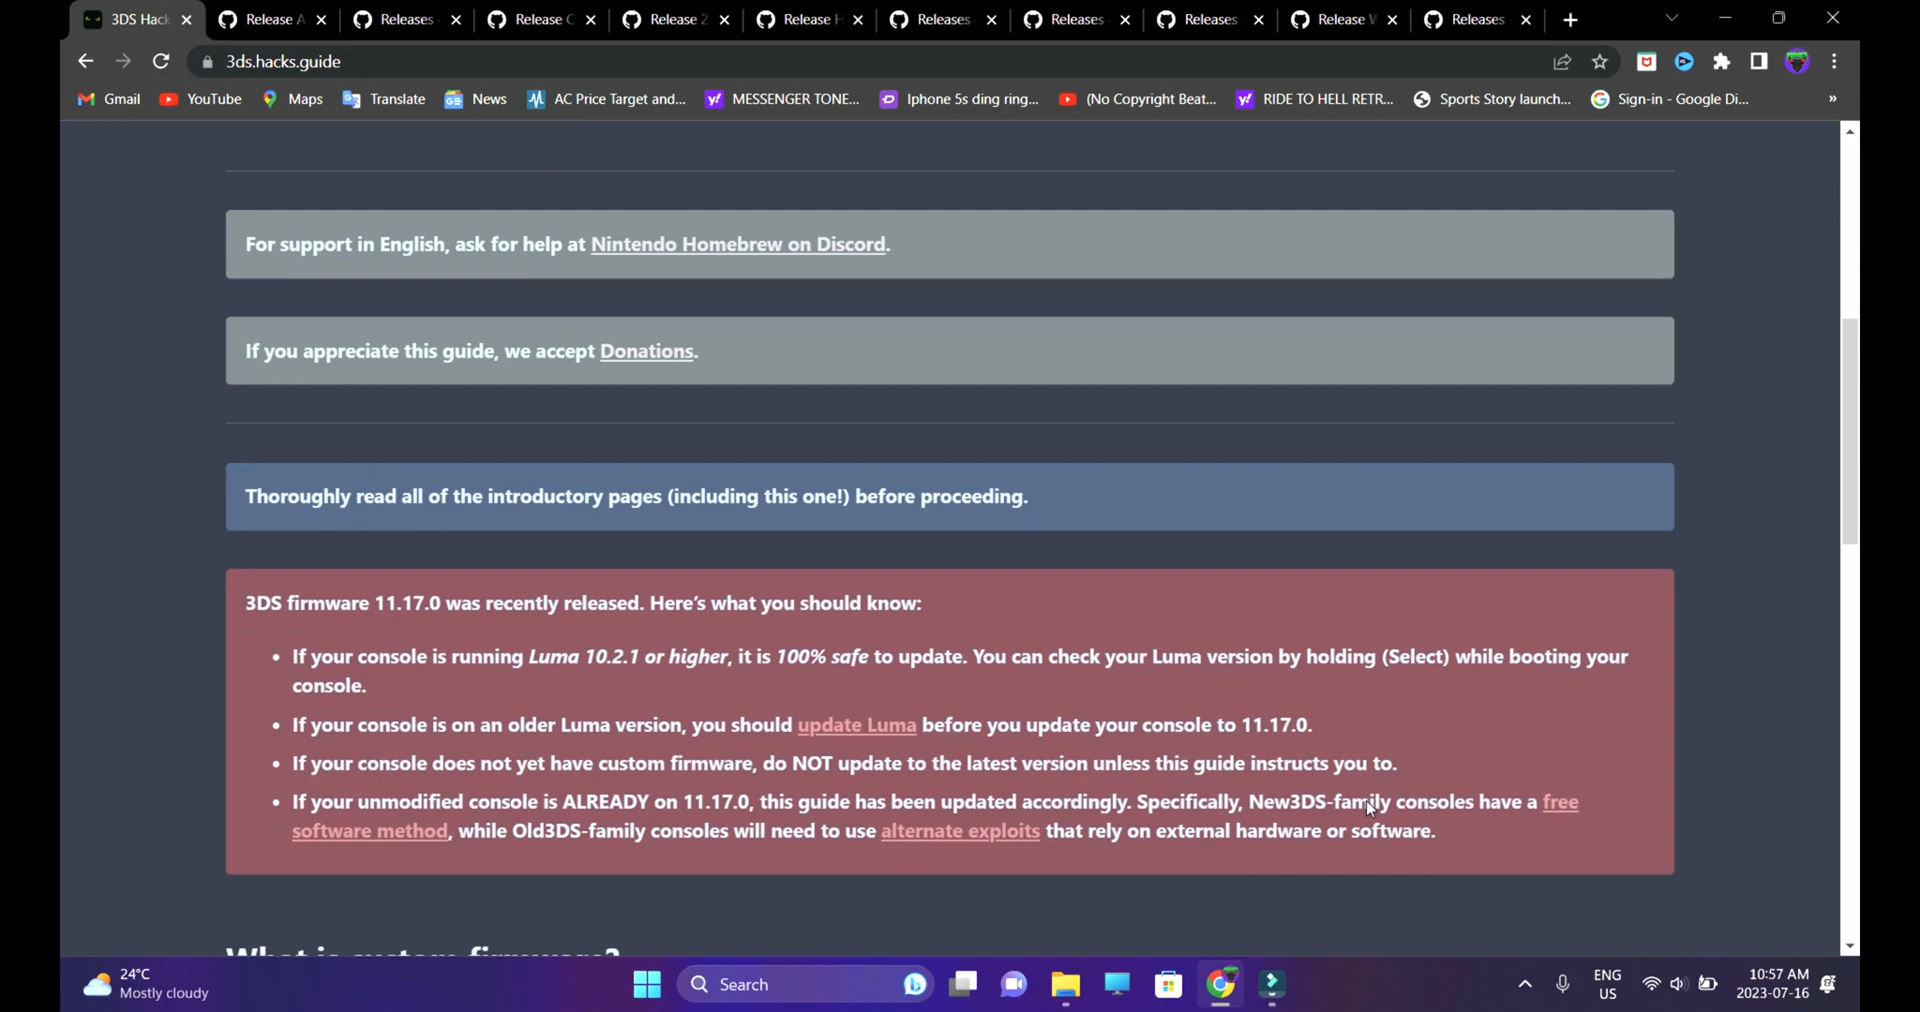 3DS Hack
Release A
Releases
Release C
Release 2
Release H
Releases
Releases
Releases
Release W
Releases
3ds.hacks.guide
Gmail
YouTube
Maps
Translate
News
AC Price Target and...
MESSENGER TONE...
Iphone 5s ding ring...
(No Copyright Beat...
RIDE TO HELL RETR...
Sports Story launch...
Sign-in - Google Di...
»
For support in English, ask for help at Nintendo Homebrew on Discord.
If you appreciate this guide, we accept Donations.
Thoroughly read all of the introductory pages (including this one!) before proceeding.
3DS firmware 11.17.0 was recently released. Here's what you should know:
• If your console is running Luma 10.2.1 or higher, it is 100% safe to update. You can check your Luma version by holding (Select) while booting your
console.
• If your console is on an older Luma version, you should update Luma before you update your console to 11.17.0.
• If your console does not yet have custom firmware, do NOT update to the latest version unless this guide instructs you to.
• If your unmodified console is ALREADY on 11.17.0, this guide has been updated accordingly. Specifically, New3DS-family consoles have a free
software method, while Old3DS-family consoles will need to use alternate exploits that rely on external hardware or software.
What is custom firmware?
24°C
Mostly cloudy
Search
ENG
US
10:57 AM
2023-07-16